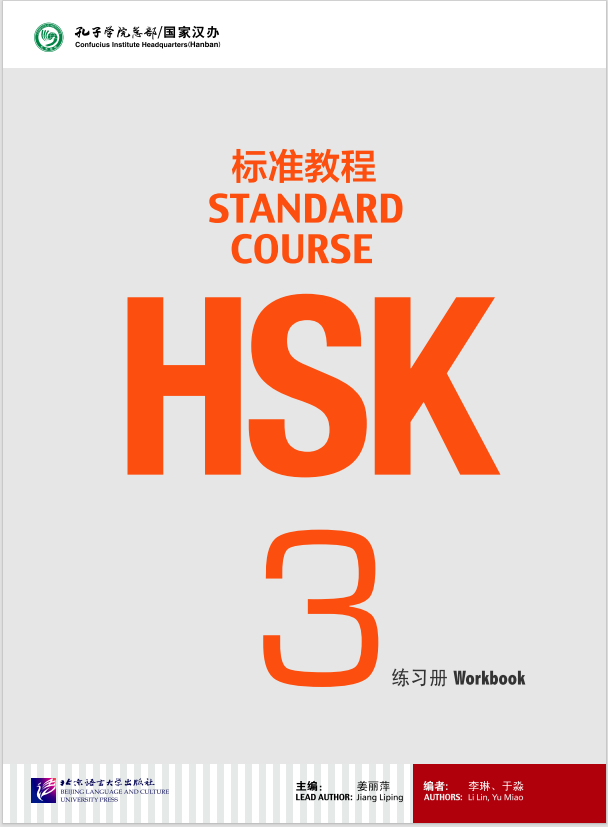 孔子学院总部/国家汉办
Confucius Institute Headquarters(Hanban)
标准教程
STANDARD
COURSE
HSK
3
练习册 Workbook
北京语言大学出版社
BEIJING LANGUAGE AND CULTURE
UNIVERSITY PRESS
主编： 姜丽萍
LEAD AUTHOR: Jiang Liping
编者： 李琳、于淼
AUTHORS: Li Lin, Yu Miao